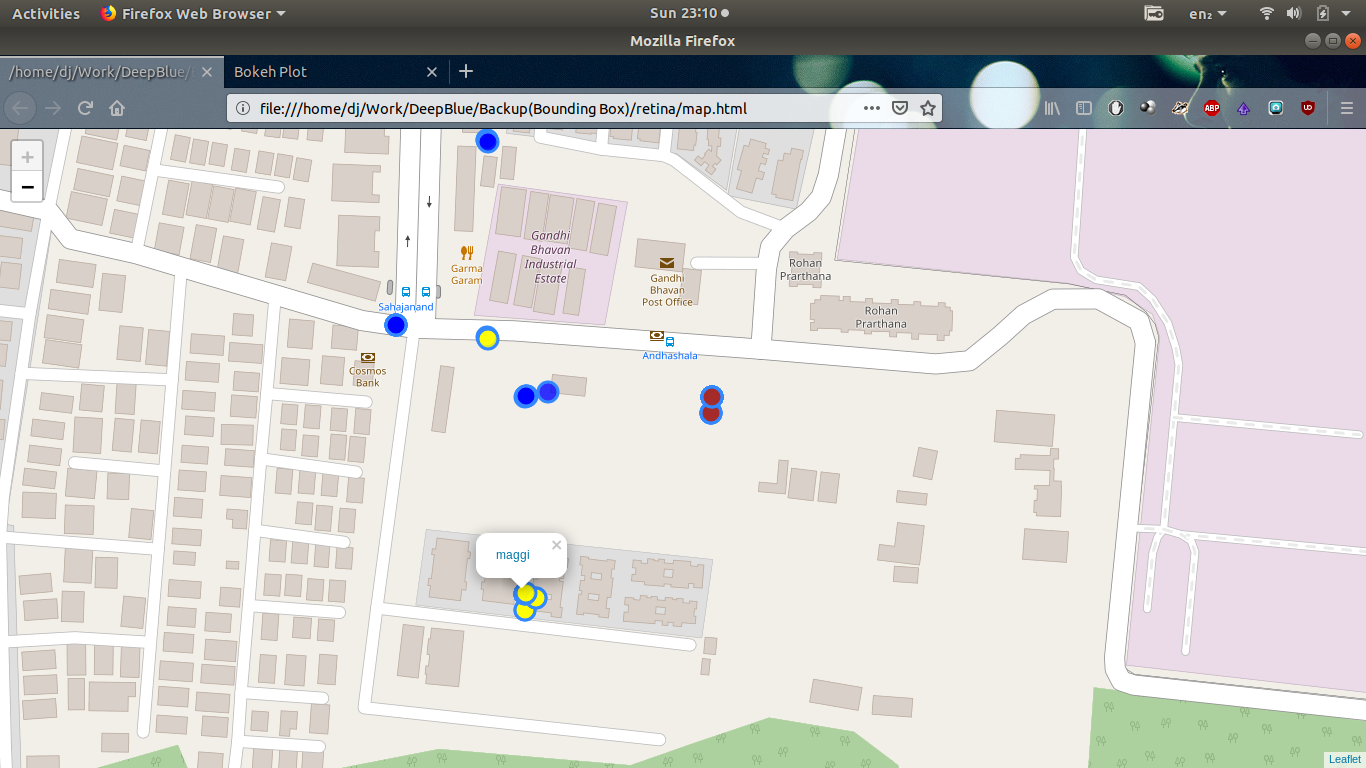 Activities
Firefox Web Browser
Sun 23:10
en₂
Mozilla Firefox
/home/dj/Work/DeepBlue/
Bokeh Plot
file:///home/dj/Work/DeepBlue/Backup(Bounding Box)/retina/map.html
ABP
+
−
Gandhi
Bhavan
Industrial
Estate
Garma
Garam
Gandhi
Bhavan
Post Office
Rohan
Prarthana
Rohan
Prarthana
Sahajanand
Andhashala
Cosmos
Bank
maggi
×
Leaflet